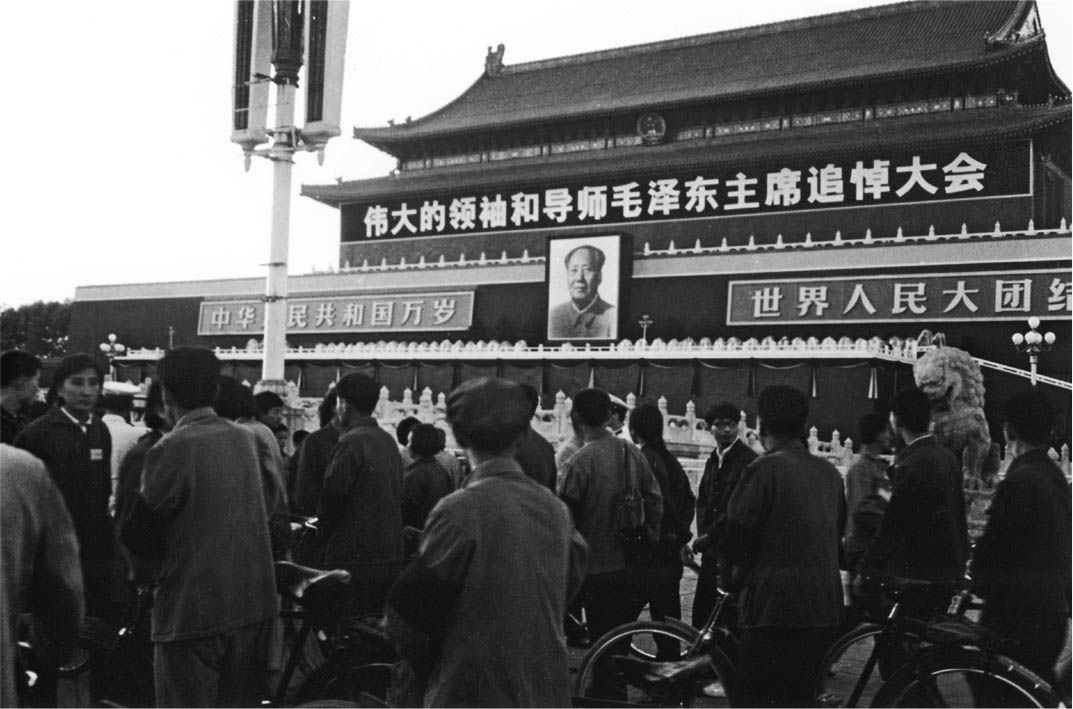 伟大的领袖和导师毛泽东主席追悼大会
中华 民共和国万岁
世界人民大团结